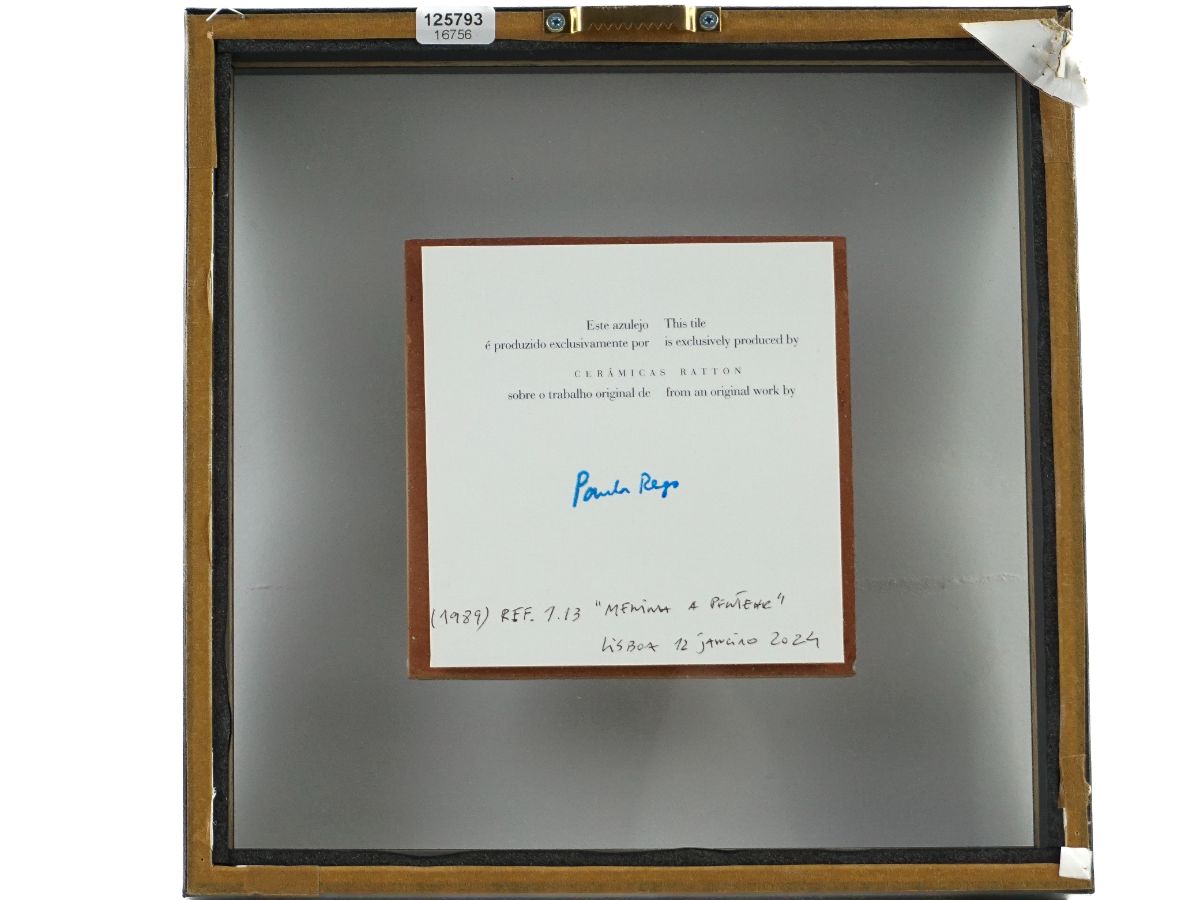 125793
16756
Este azulejo This tile
é produzido exclusivamente por is exclusively produced by
CERÂMICAS RATTON
sobre o trabalho original de from an original work by
Paula Rego
(1989) REF. 1.13 "MENINA A PENTEAR"
LISBOA 12 janeiro 2024